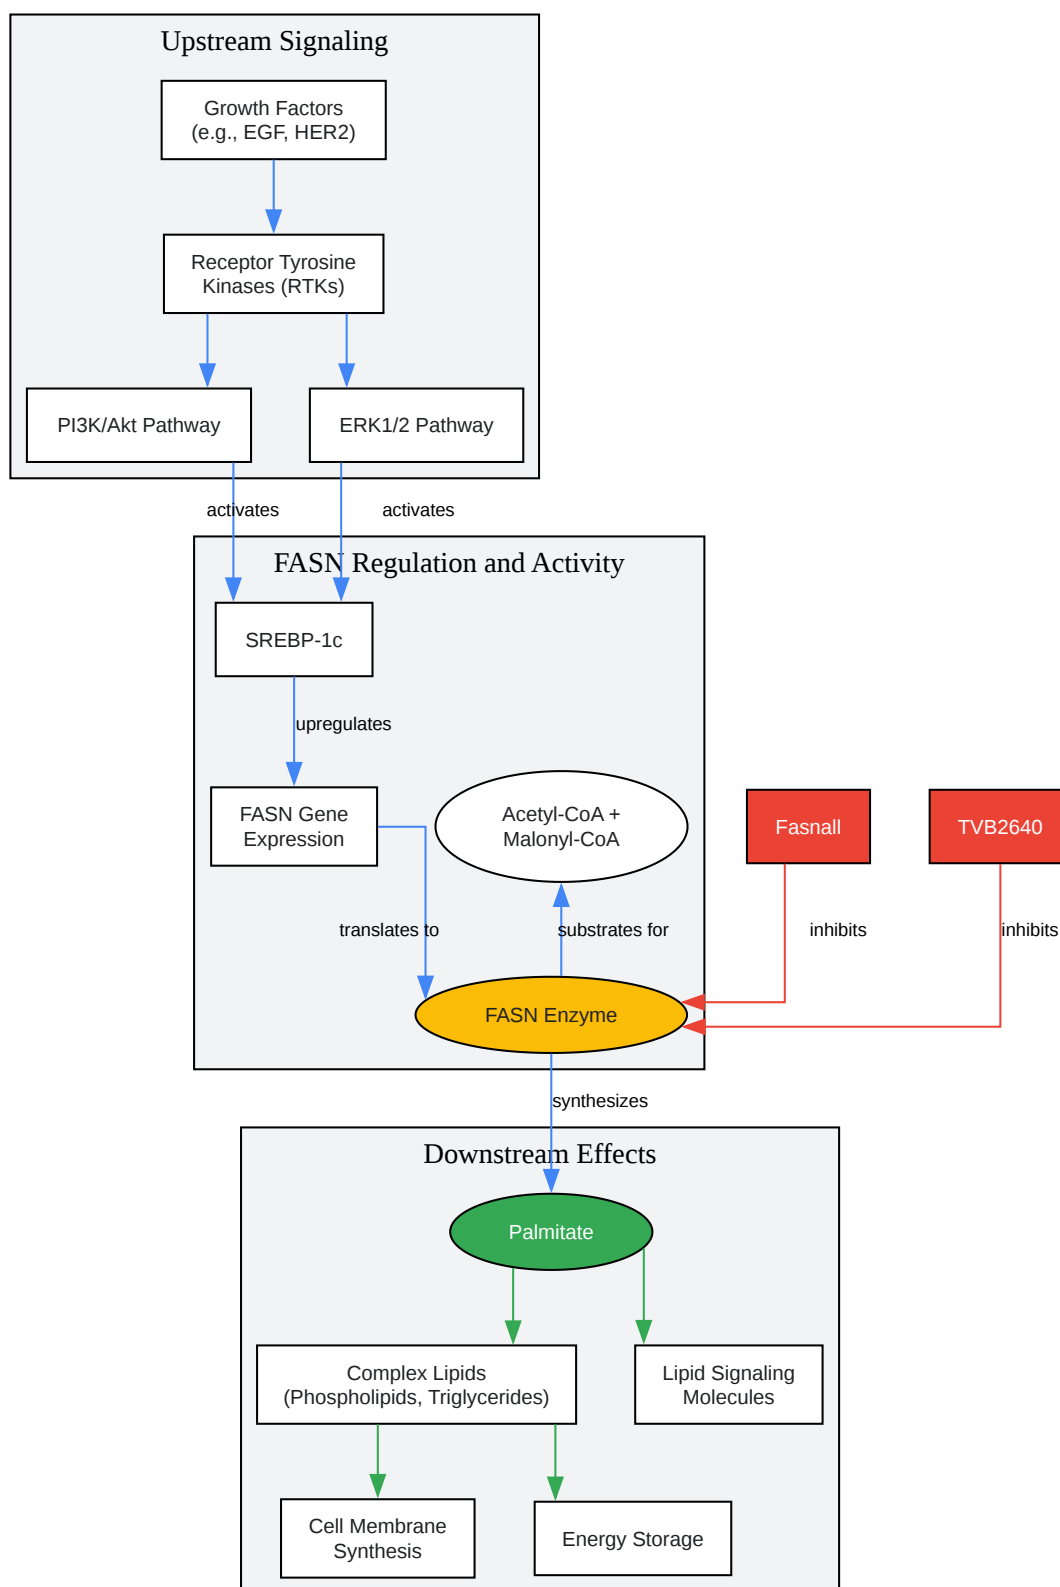 Upstream Signaling
Growth Factors
(e.g., EGF, HER2)
Receptor Tyrosine
Kinases (RTKs)
PI3K/Akt Pathway
ERK1/2 Pathway
activates
activates
FASN Regulation and Activity
SREBP-1c
upregulates
FASN Gene
Expression
Acetyl-CoA +
Malonyl-CoA
Fasnall
TVB2640
translates to
substrates for
inhibits
inhibits
FASN Enzyme
synthesizes
Downstream Effects
Palmitate
Complex Lipids
(Phospholipids, Triglycerides)
Lipid Signaling
Molecules
Cell Membrane
Synthesis
Energy Storage